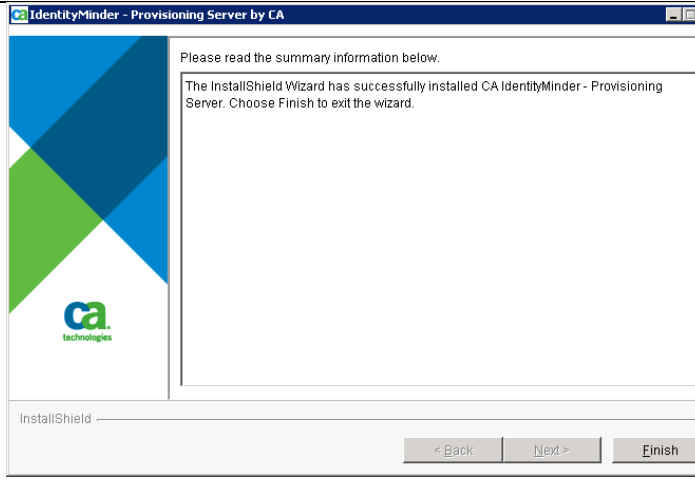 IdentityMinder - Provisioning Server by CA
Please read the summary information below.
The InstallShield Wizard has successfully installed CA IdentityMinder - Provisioning
Server. Choose Finish to exit the wizard.
ca.
technologies
InstallShield
< Back Next > Finish